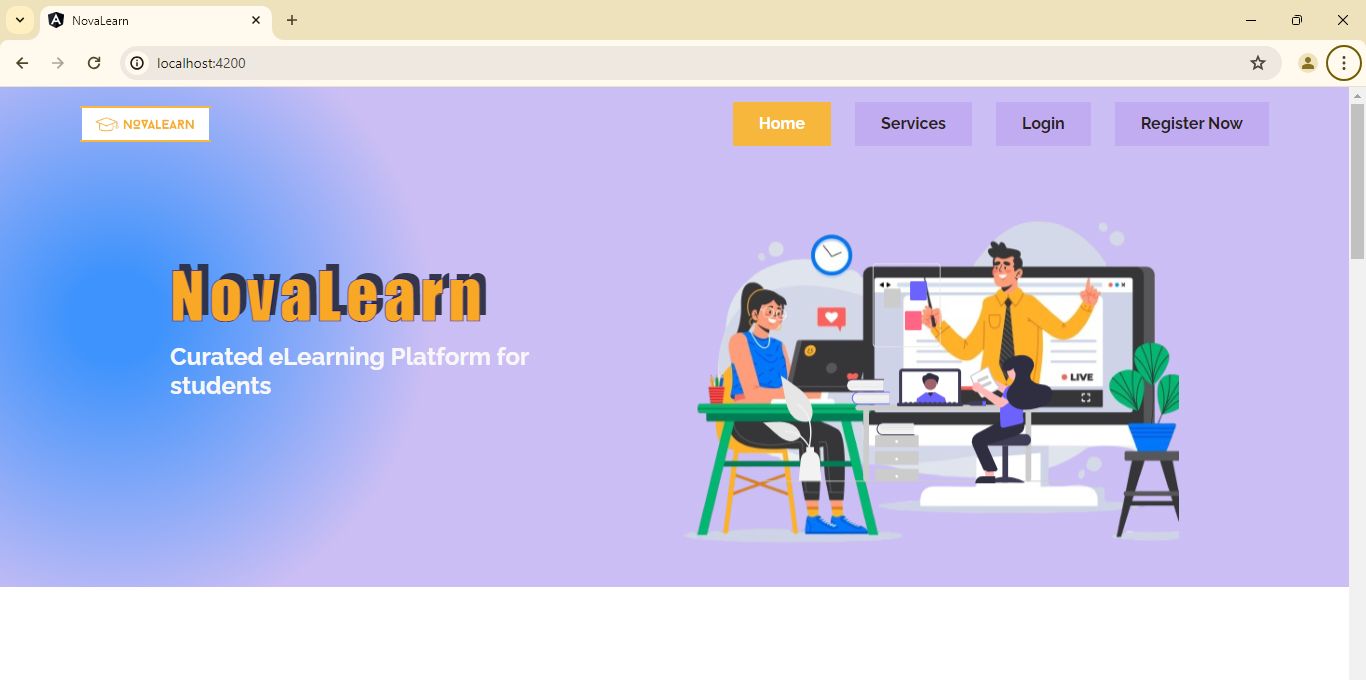 NovaLearn
localhost:4200
NOVALEARN
Home
Services
Login
Register Now
NovaLearn
Curated eLearning Platform for
students
LIVE